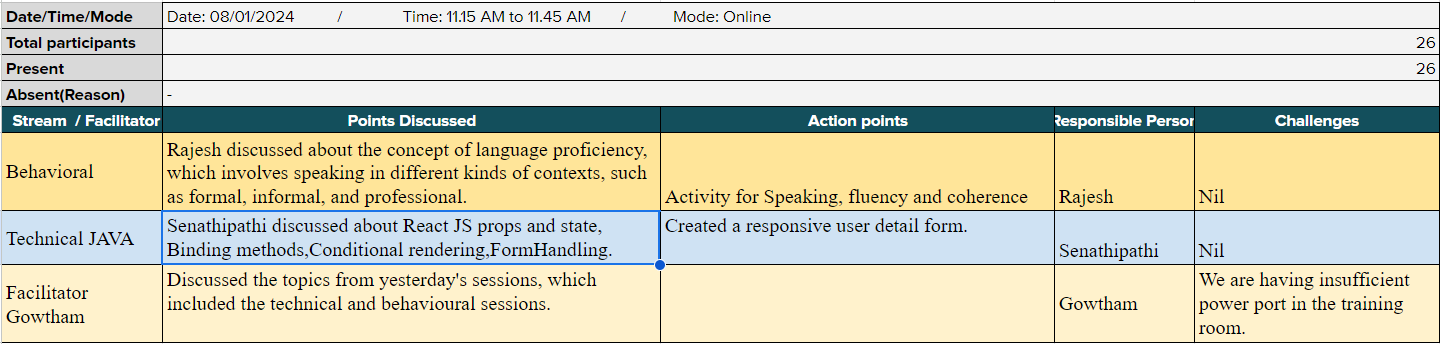 Date/Time/Mode Date: 08/01/2024 / Time: 11.15 AM to 11.45 AM / Mode: Online
Total participants 26
Present 26
Absent(Reason) -
Stream / Facilitator Points Discussed Action points Responsible Person Challenges
Behavioral
Rajesh discussed about the concept of language proficiency,
which involves speaking in different kinds of contexts, such
as formal, informal, and professional.
Activity for Speaking, fluency and coherence
Rajesh
Nil
Technical JAVA
Senathipathi discussed about React JS props and state,
Binding methods,Conditional rendering,FormHandling.
Created a responsive user detail form.
Senathipathi
Nil
Facilitator
Gowtham
Discussed the topics from yesterday's sessions, which
included the technical and behavioural sessions.
Gowtham
We are having insufficient
power port in the training
room.